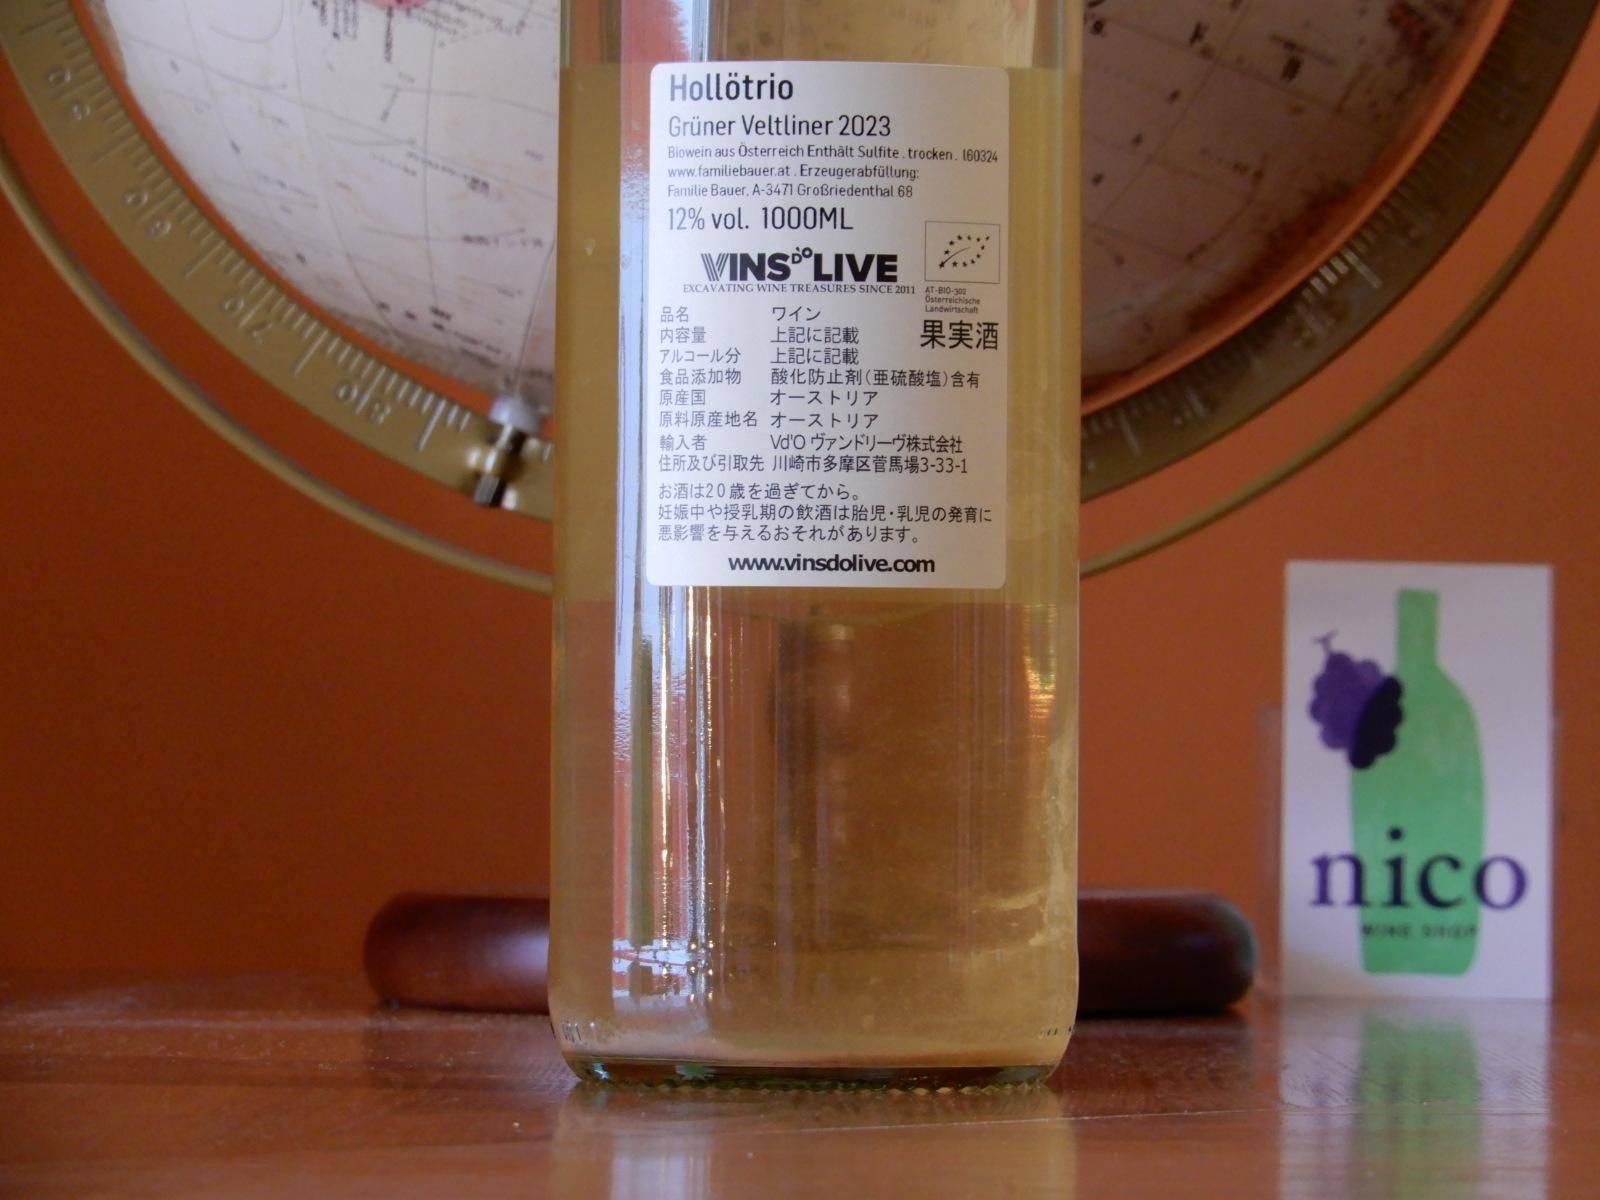 Hollötrio
Grüner Veltliner 2023
Biowein aus Österreich Enthält Sulfite . trocken . l60324
www.familiebauer.at . Erzeugerabfüllung:
Familie Bauer, A-3471 Großriedenthal 68
12% vol. 1000ML
VINS DO LIVE
EXCAVATING WINE TREASURES SINCE 2011
AT-BIO-302
Österreichische
Landwirtschaft
果実酒
品名 ワイン
内容量 上記に記載
アルコール分 上記に記載
食品添加物 酸化防止剤(亜硫酸塩)含有
原産国 オーストリア
原料原産地名 オーストリア
輸入者 Vd'O ヴァンドリーヴ株式会社
住所及び引取先 川崎市多摩区菅馬場3-33-1
お酒は20歳を過ぎてから。
妊娠中や授乳期の飲酒は胎児・乳児の発育に
悪影響を与えるおそれがあります。
www.vinsdolive.com
nico
WINE SHOP